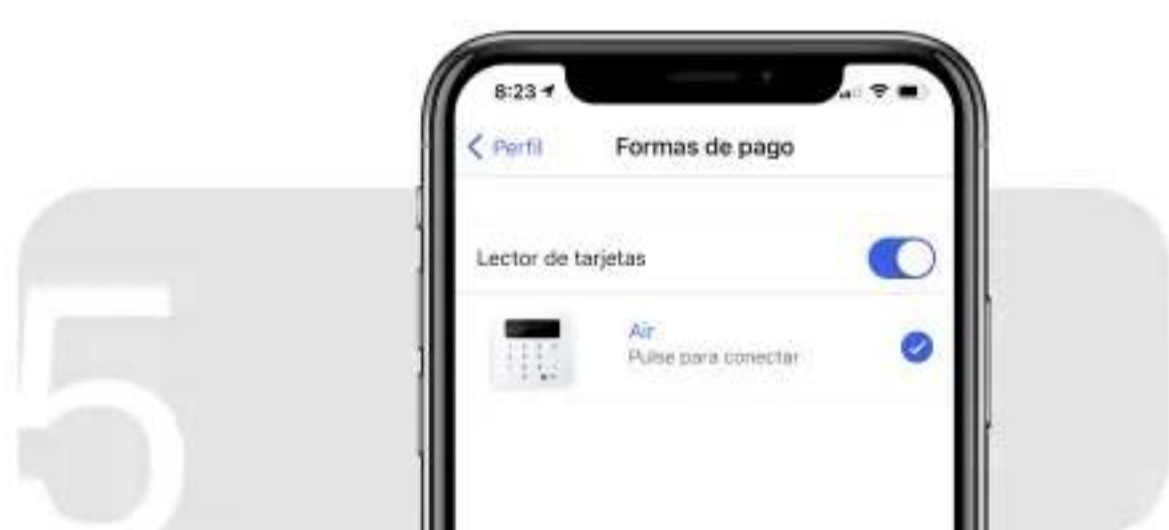 8:23
Perfil
Formas de pago
Lector de tarjetas
Air
Pulse para conectar
5